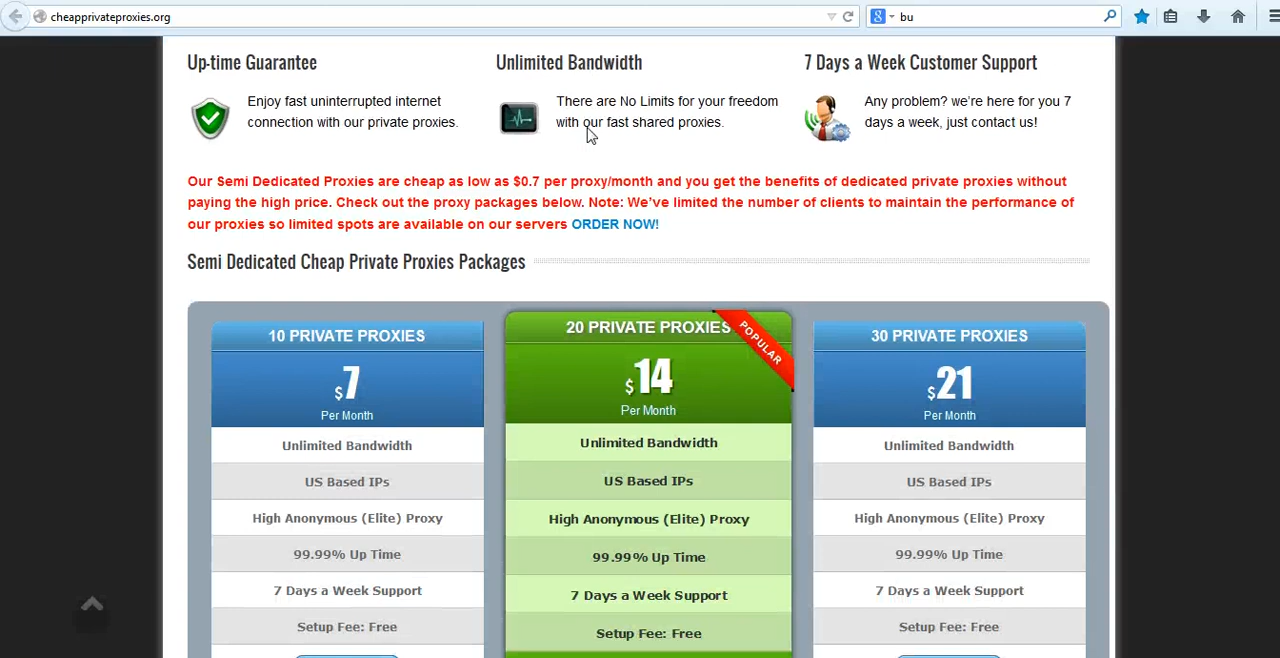 cheapprivateproxies.org
bu
Up-time Guarantee
Enjoy fast uninterrupted internet
connection with our private proxies.
Unlimited Bandwidth
There are No Limits for your freedom
with our fast shared proxies.
7 Days a Week Customer Support
Any problem? we're here for you 7
days a week, just contact us!
Our Semi Dedicated Proxies are cheap as low as $0.7 per proxy/month and you get the benefits of dedicated private proxies without
paying the high price. Check out the proxy packages below. Note: We've limited the number of clients to maintain the performance of
our proxies so limited spots are available on our servers ORDER NOW!
Semi Dedicated Cheap Private Proxies Packages
10 PRIVATE PROXIES
$7
Per Month
Unlimited Bandwidth
US Based IPs
High Anonymous (Elite) Proxy
99.99% Up Time
7 Days a Week Support
Setup Fee: Free
20 PRIVATE PROXIES
POPULAR
$14
Per Month
Unlimited Bandwidth
US Based IPs
High Anonymous (Elite) Proxy
99.99% Up Time
7 Days a Week Support
Setup Fee: Free
30 PRIVATE PROXIES
$21
Per Month
Unlimited Bandwidth
US Based IPs
High Anonymous (Elite) Proxy
99.99% Up Time
7 Days a Week Support
Setup Fee: Free